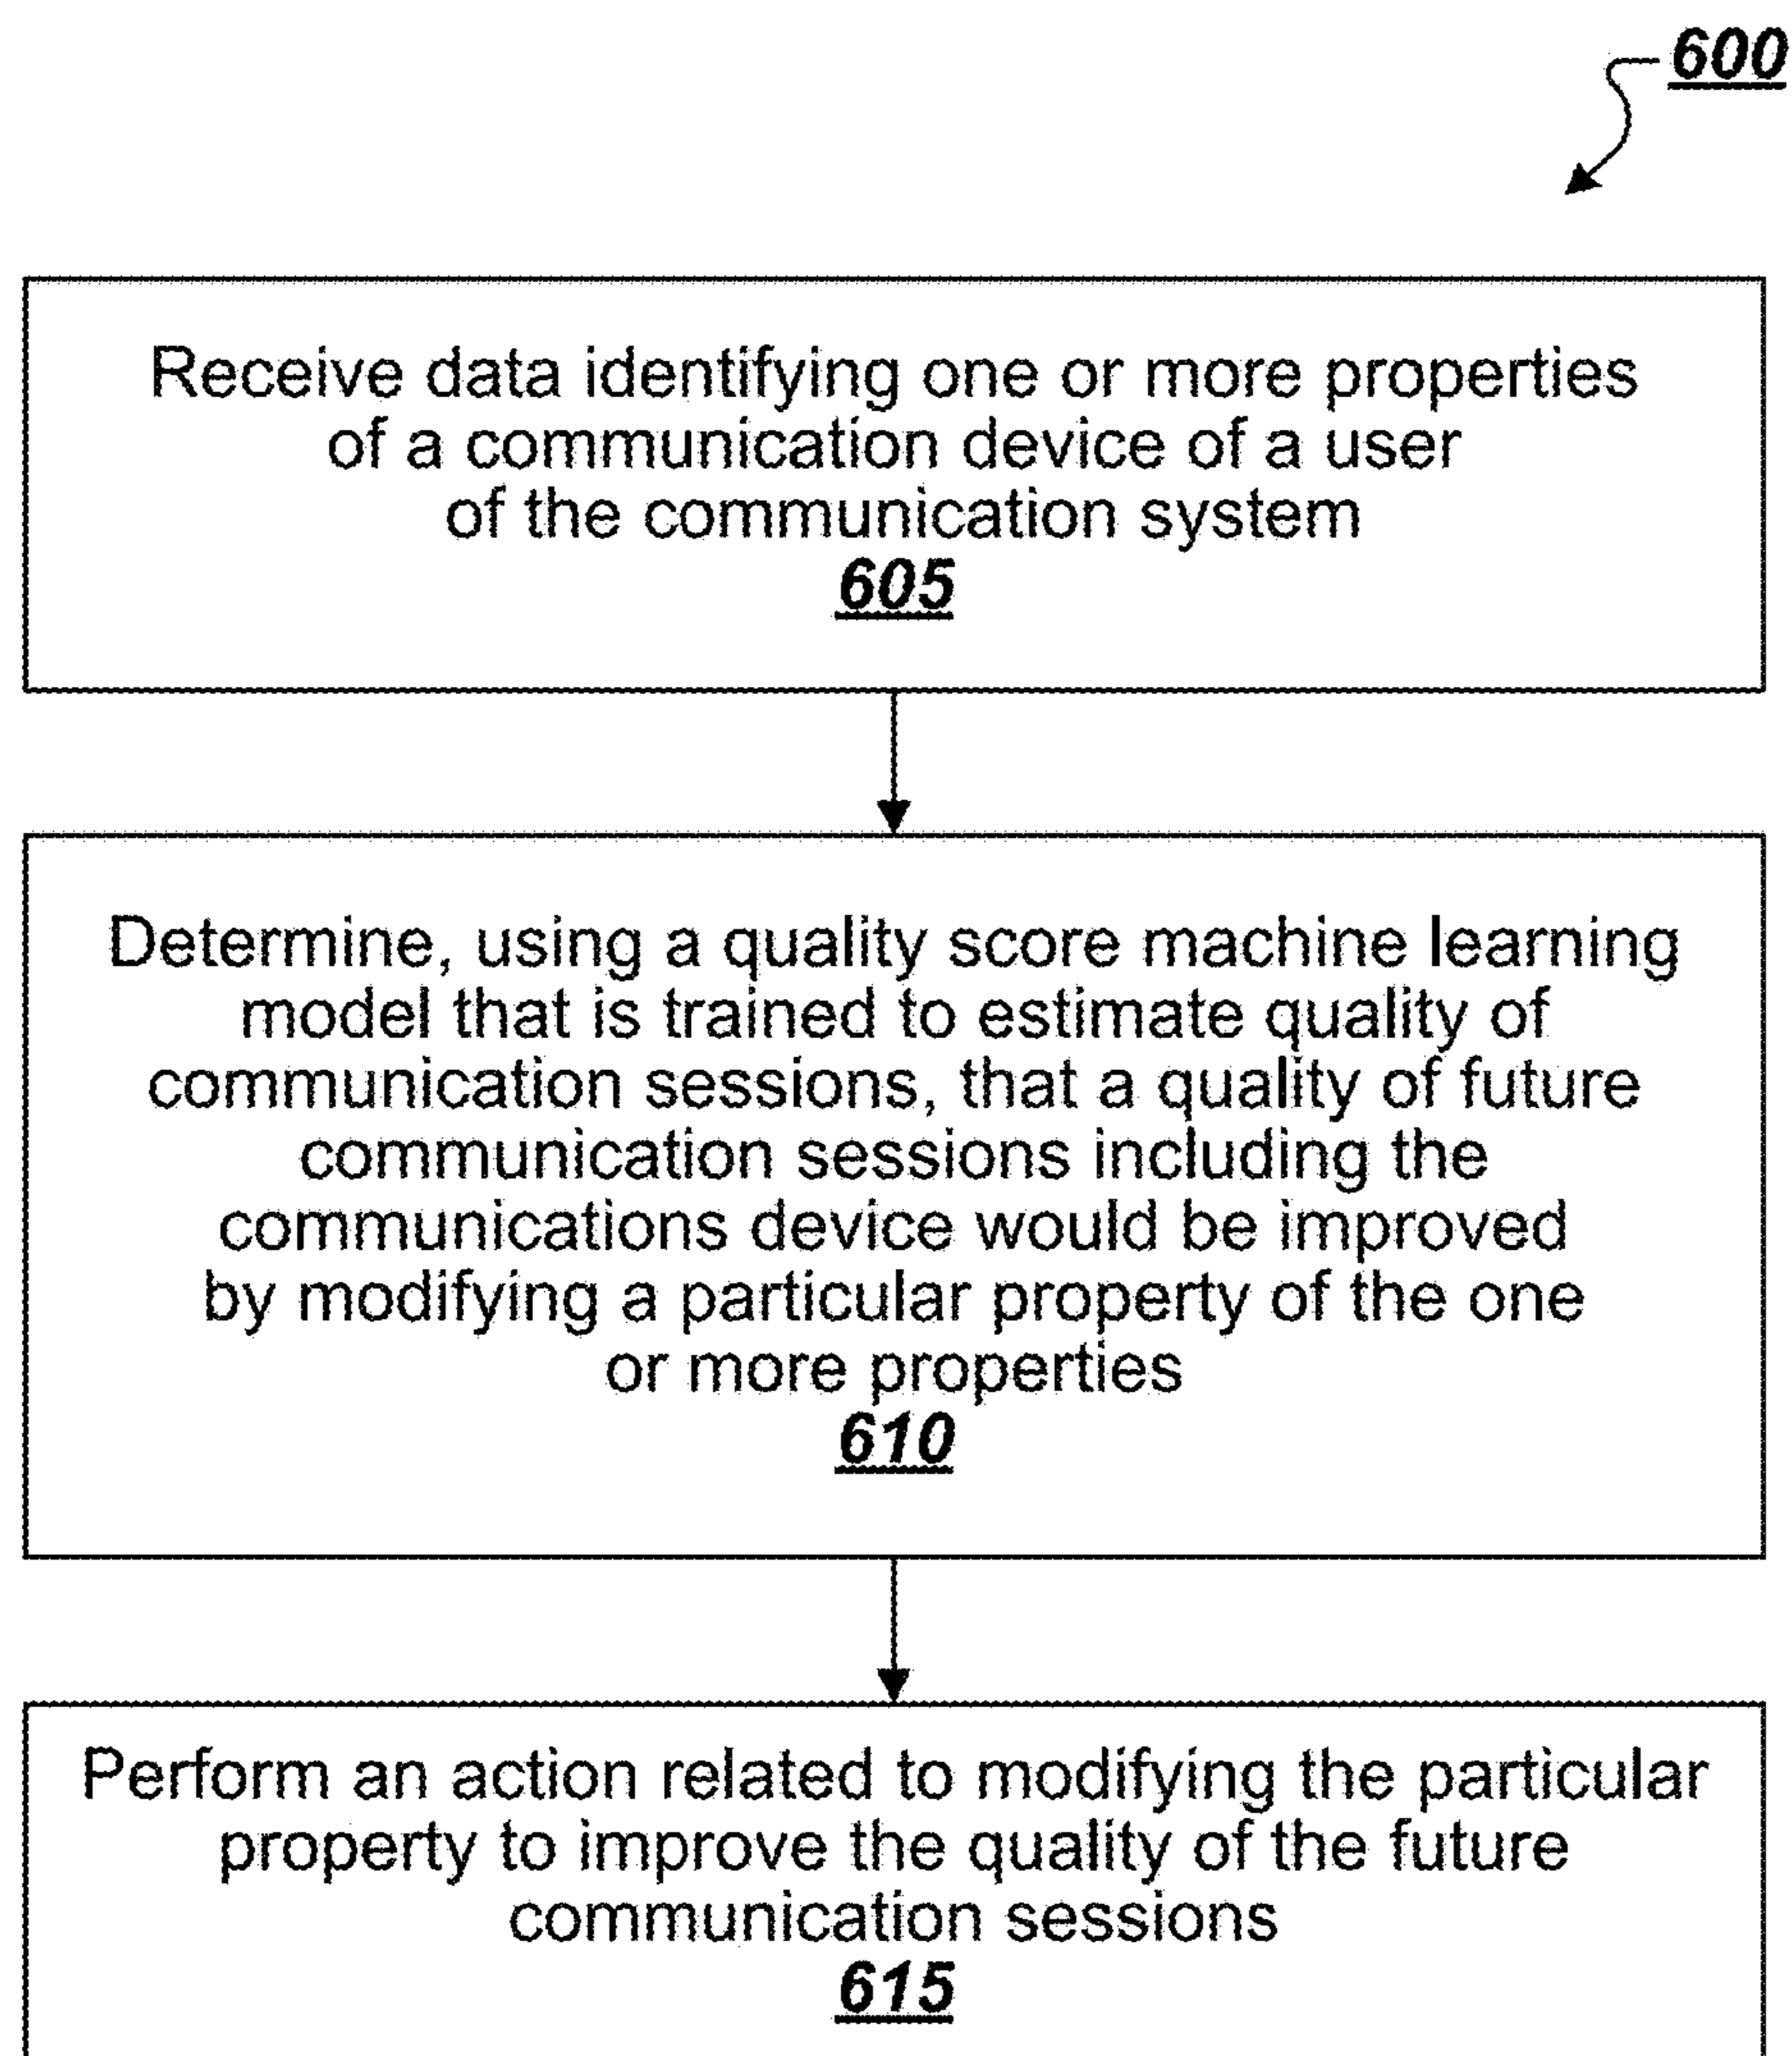 600
Receive data identifying one or more properties
of a communication device of a user
of the communication system
605
Determine, using a quality score machine learning
model that is trained to estimate quality of
communication sessions, that a quality of future
communication sessions including the
communications device would be improved
by modifying a particular property of the one
or more properties
610
Perform an action related to modifying the particular
property to improve the quality of the future
communication sessions
615